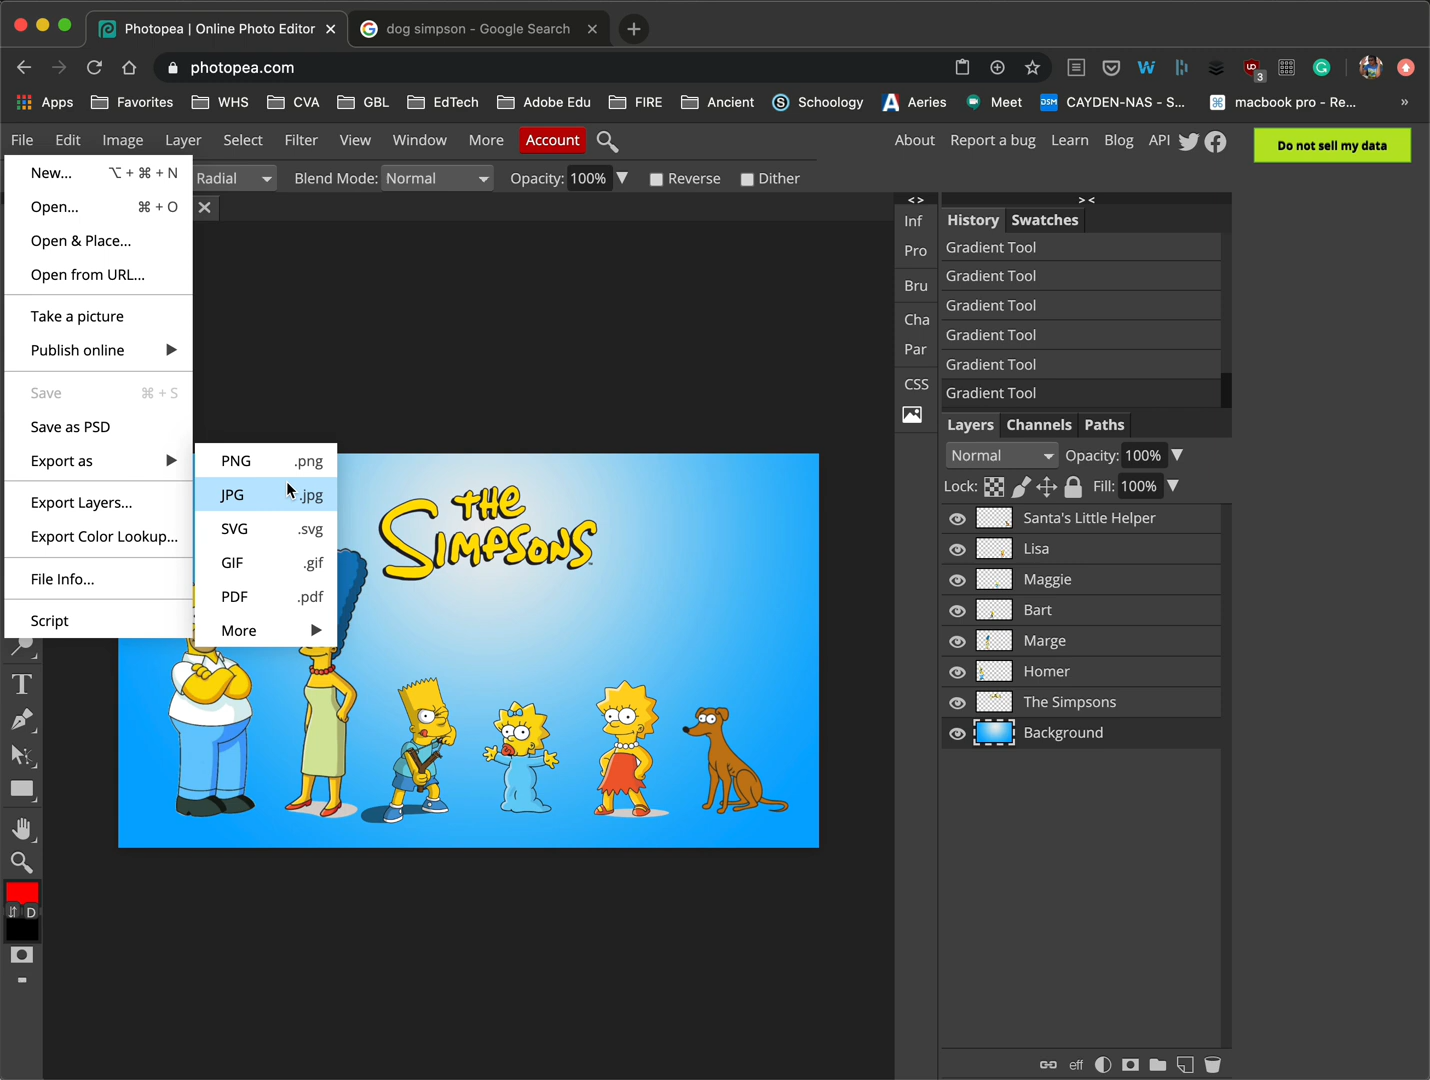 Photopea | Online Photo Editor
dog simpson - Google Search
photopea.com
3
Apps Favorites WHS CVA GBL EdTech Adobe Edu FIRE Ancient Schoology Aeries Meet CAYDEN-NAS - S... macbook pro - Re... »
File Edit Image Layer Select Filter View Window More Account
About Report a bug Learn Blog API
Do not sell my data
Radial Blend Mode: Normal Opacity: 100% Reverse Dither
New... ⌥ + ⌘ + N
Open... ⌘ + O
Open & Place...
Open from URL...
Take a picture
Publish online
Save ⌘ + S
Save as PSD
Export as
Export Layers...
Export Color Lookup...
File Info...
Script
PNG .png
JPG .jpg
SVG .svg
GIF .gif
PDF .pdf
More
THE
SIMPSONS
TM
< >
Inf
Pro
Bru
Cha
Par
CSS
> <
History Swatches
Gradient Tool
Gradient Tool
Gradient Tool
Gradient Tool
Gradient Tool
Gradient Tool
Layers Channels Paths
Normal Opacity: 100%
Lock: Fill: 100%
Santa's Little Helper
Lisa
Maggie
Bart
Marge
Homer
The Simpsons
Background
T
D
eff